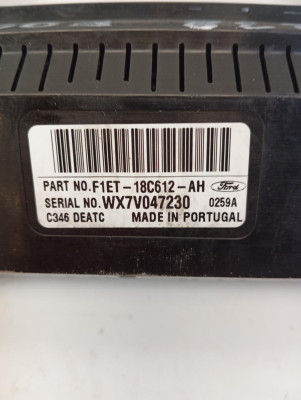 PART NO. F1ET-18C612-AH Ford
SERIAL NO. WX7V047230 0259A
C346 DEATC MADE IN PORTUGAL